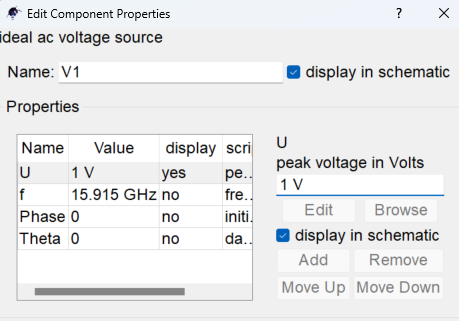 Edit Component Properties ? ×
ideal ac voltage source
Name: V1 display in schematic
Properties
Name Value display scri
U 1 V yes pe...
f 15.915 GHz no fre...
Phase 0 no initi...
Theta 0 no da...
U
peak voltage in Volts
1 V
Edit Browse
display in schematic
Add Remove
Move Up Move Down